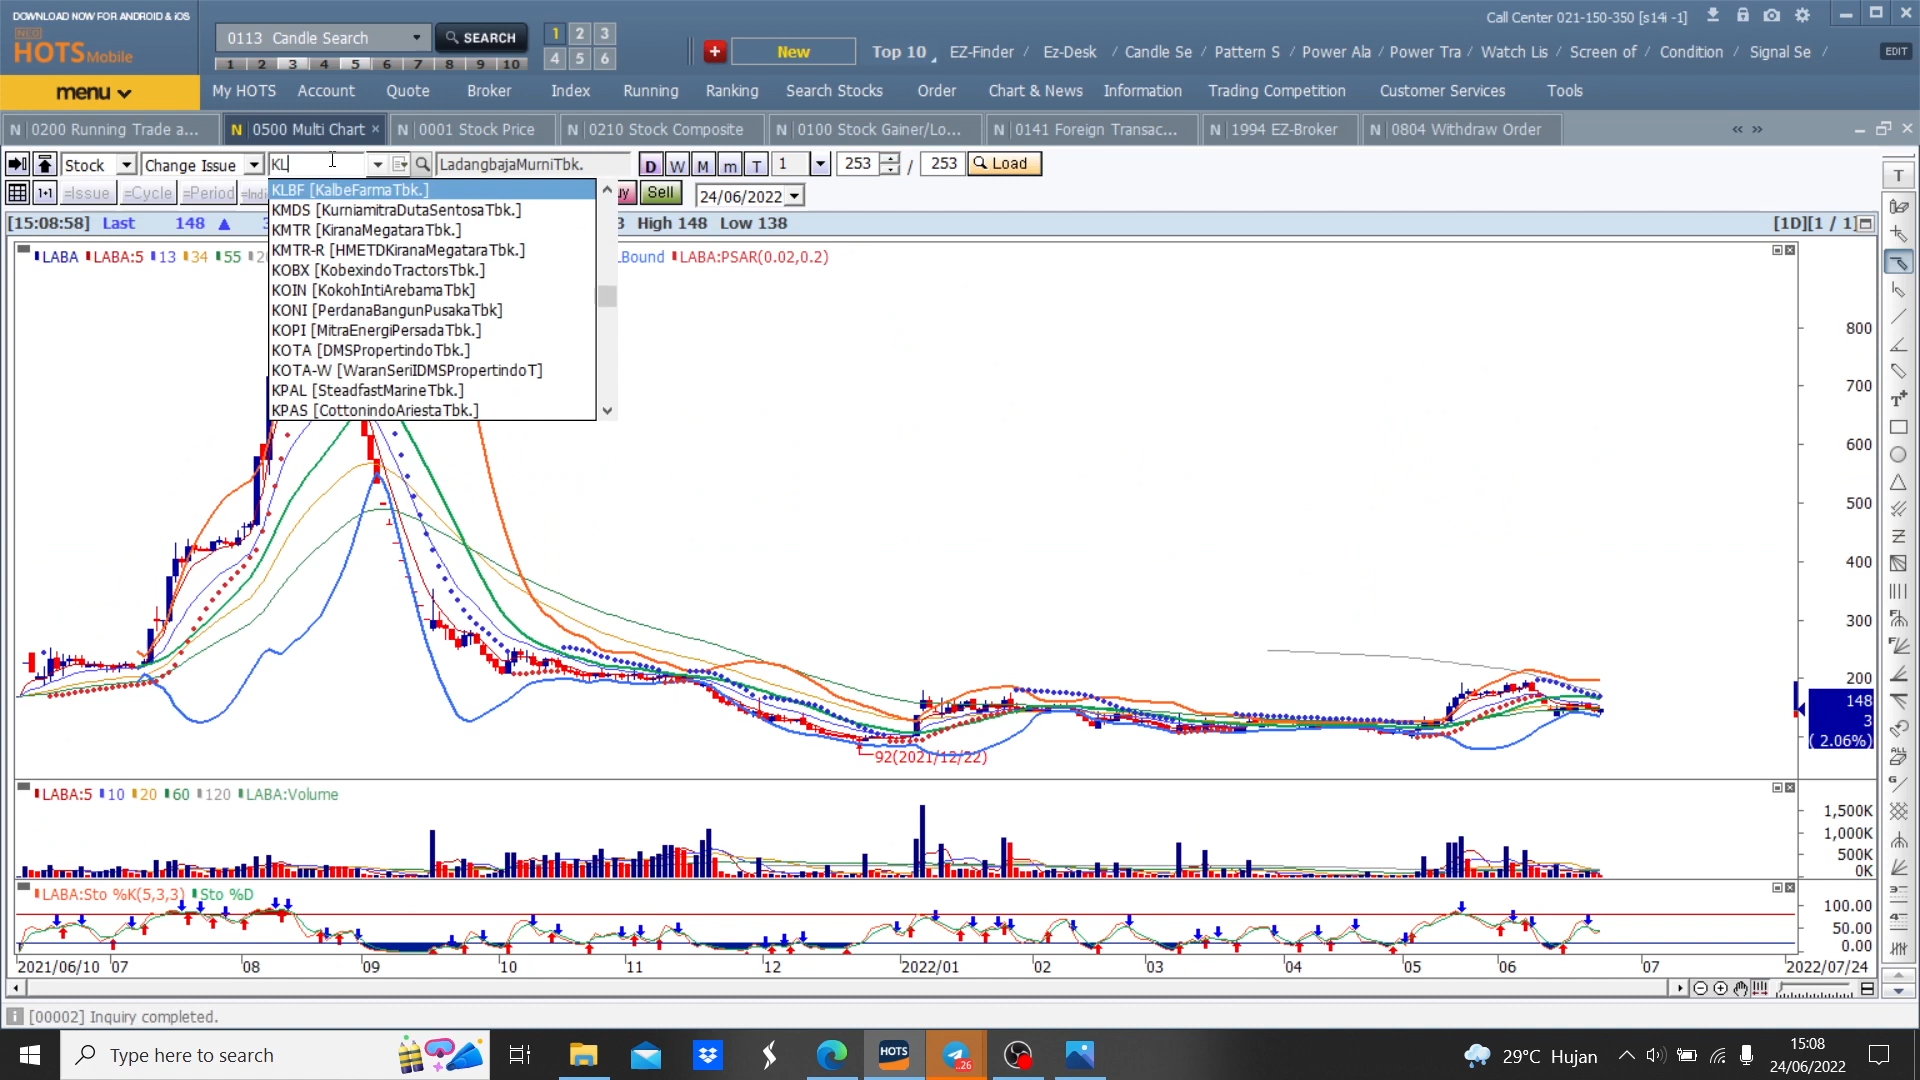 DOWNLOAD NOW FOR ANDROID & iOS
NEO
HOTS Mobile
0113 Candle Search
SEARCH
1 2 3 4 5 6 7 8 9 10
1 2 3
4 5 6
New
Top 10
EZ-Finder / Ez-Desk / Candle Se / Pattern S / Power Ala / Power Tra / Watch Lis / Screen of / Condition / Signal Se /
Call Center 021-150-350 [s14i -1]
EDIT
menu
My HOTS Account Quote Broker Index Running Ranking Search Stocks Order Chart & News Information Trading Competition Customer Services Tools
N 0200 Running Trade a...
N 0500 Multi Chart ×
N 0001 Stock Price
N 0210 Stock Composite
N 0100 Stock Gainer/Lo...
N 0141 Foreign Transac...
N 1994 EZ-Broker
N 0804 Withdraw Order
Stock Change Issue KL LadangbajaMurniTbk. D W M m T 1 253 / 253 Load
1+1 =Issue =Cycle =Period =Indi uy Sell 24/06/2022
[15:08:58] Last 148 ▲ 3 High 148 Low 138 [1D][1 / 1]
KLBF [KalbeFarmaTbk.]
KMDS [KurniamitraDutaSentosaTbk.]
KMTR [KiranaMegataraTbk.]
KMTR-R [HMETDKiranaMegataraTbk.]
KOBX [KobexindoTractorsTbk.]
KOIN [KokohIntiArebamaTbk]
KONI [PerdanaBangunPusakaTbk]
KOPI [MitraEnergiPersadaTbk.]
KOTA [DMSPropertindoTbk.]
KOTA-W [WaranSeriIDMSPropertindoT]
KPAL [SteadfastMarineTbk.]
KPAS [CottonindoAriestaTbk.]
LABA LABA:5 13 34 55 20 LBound LABA:PSAR(0.02,0.2)
800
700
600
500
400
300
200
148
3
( 2.06%)
92(2021/12/22)
LABA:5 10 20 60 120 LABA:Volume
1,500K
1,000K
500K
0K
LABA:Sto %K(5,3,3) Sto %D
100.00
50.00
0.00
2021/06/10 07 08 09 10 11 12 2022/01 02 03 04 05 06 07 2022/07/24
[00002] Inquiry completed.
Type here to search
HOTS
26
29°C Hujan
15:08
24/06/2022